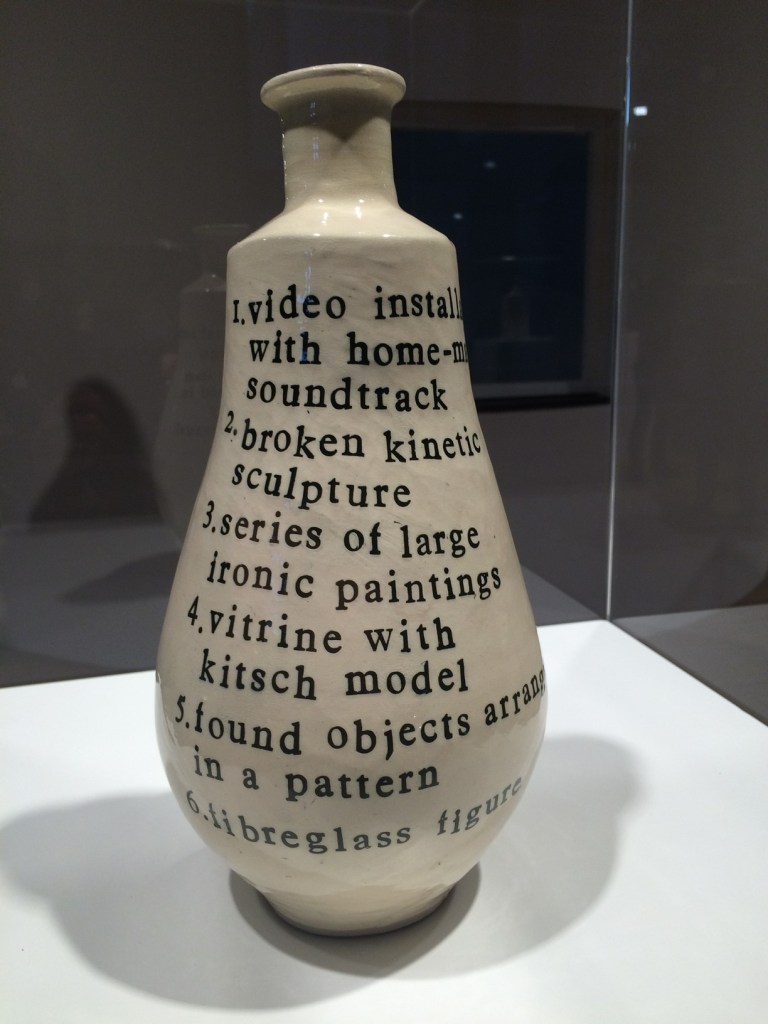 1. video install
with home-m
soundtrack
2. broken kinetic
sculpture
3. series of large
ironic paintings
4. vitrine with
kitsch model
5. found objects arrang
in a pattern
6. fibreglass figure